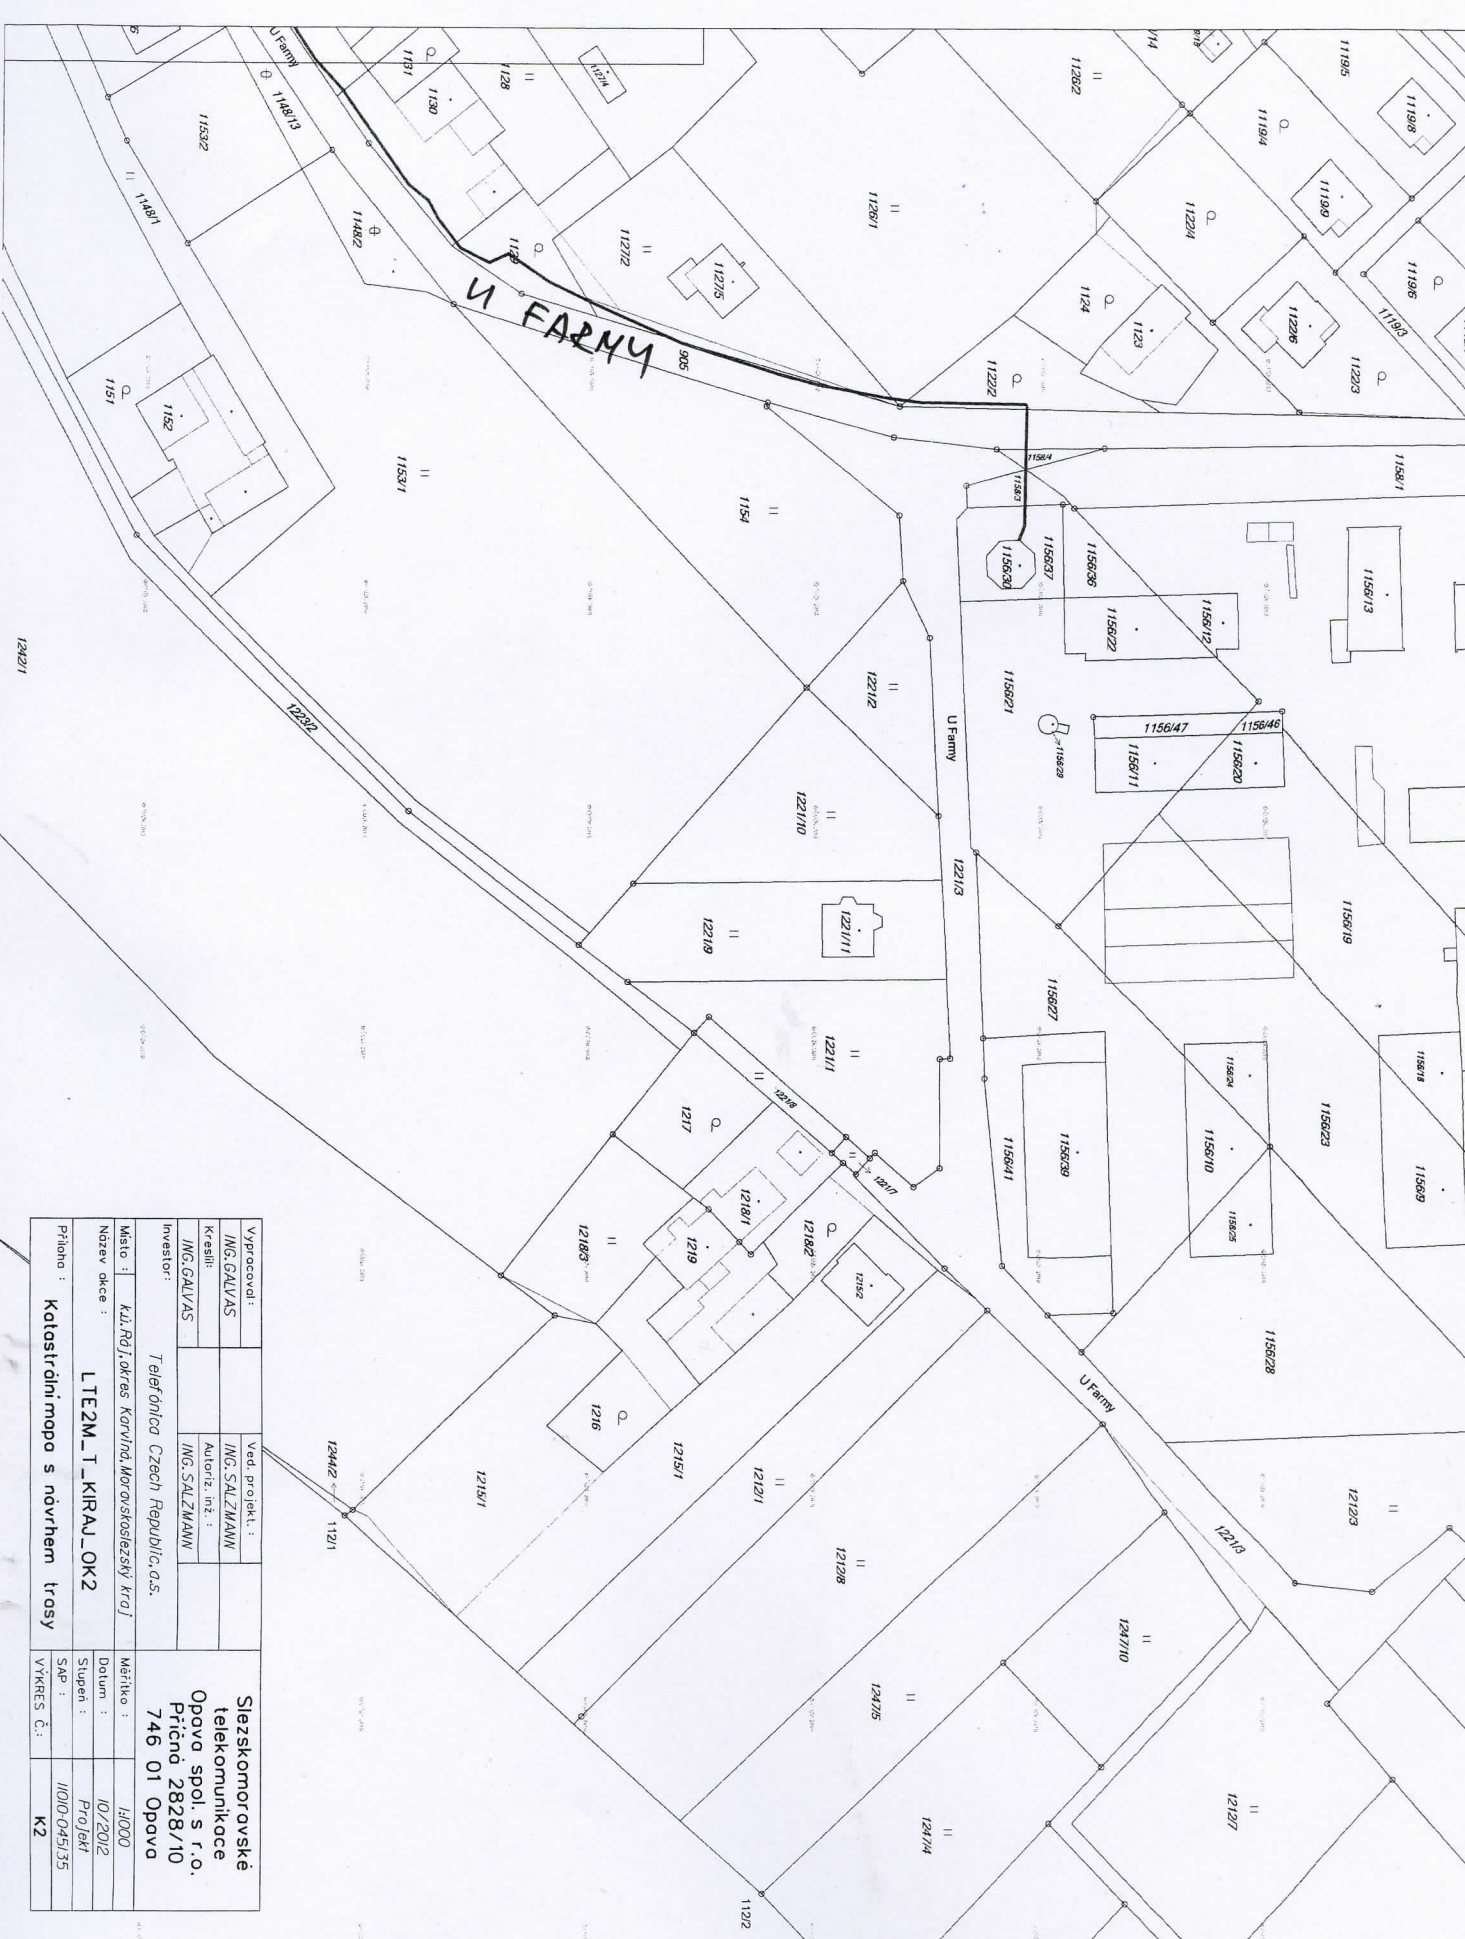 U Farmy
1131
1130
1128
1127/4
1148/13
1153/2
1148/1
1148/2
1129
1127/2
1127/5
1126/1
1126/2
1119/5
1119/8
1119/4
1119/9
1122/4
1119/6
1119/3
1124
1123
1122/6
1122/3
1122/2
U FARMY
905
1151
1152
1153/1
1154
1158/4
1158/3
1158/1
1156/30
1156/37
1156/36
1156/13
1156/22
1156/12
1242/1
1223/2
1221/2
U Farmy
1156/21
1156/29
1156/47
1156/46
1156/11
1156/20
1221/10
1221/3
1221/9
1221/11
1156/19
1156/27
1221/1
1221/8
1217
1156/24
1156/18
1156/23
1156/10
1156/9
1156/25
1156/39
1156/41
1221/7
1218/1
1218/2
1218/3
1219
1215/2
1156/28
U Farmy
1216
1215/1
1215/1
1244/2
112/1
1212/1
1212/8
1212/3
1221/3
1247/10
1247/5
1247/4
1212/7
112/2
Vypracoval:
ING.GALVAS
Ved. projekt. :
ING. SALZMANN
Kreslil:
ING.GALVAS
Autoriz. inž. :
ING. SALZMANN
Investor:
Telefónica Czech Republic,a.s.
Místo :
k.ú.Ráj,okres Karviná,Moravskoslezský kraj
Název akce :
LTE2M_T_KIRAJ_OK2
Příloha :
Katastrální mapa s návrhem trasy
Slezskomoravské
telekomunikace
Opava spol. s r.o.
Příčná 2828/10
746 01 Opava
Měřítko :
1:1000
Datum :
10/2012
Stupeň :
Projekt
SAP :
11010-045135
VÝKRES Č.:
K2